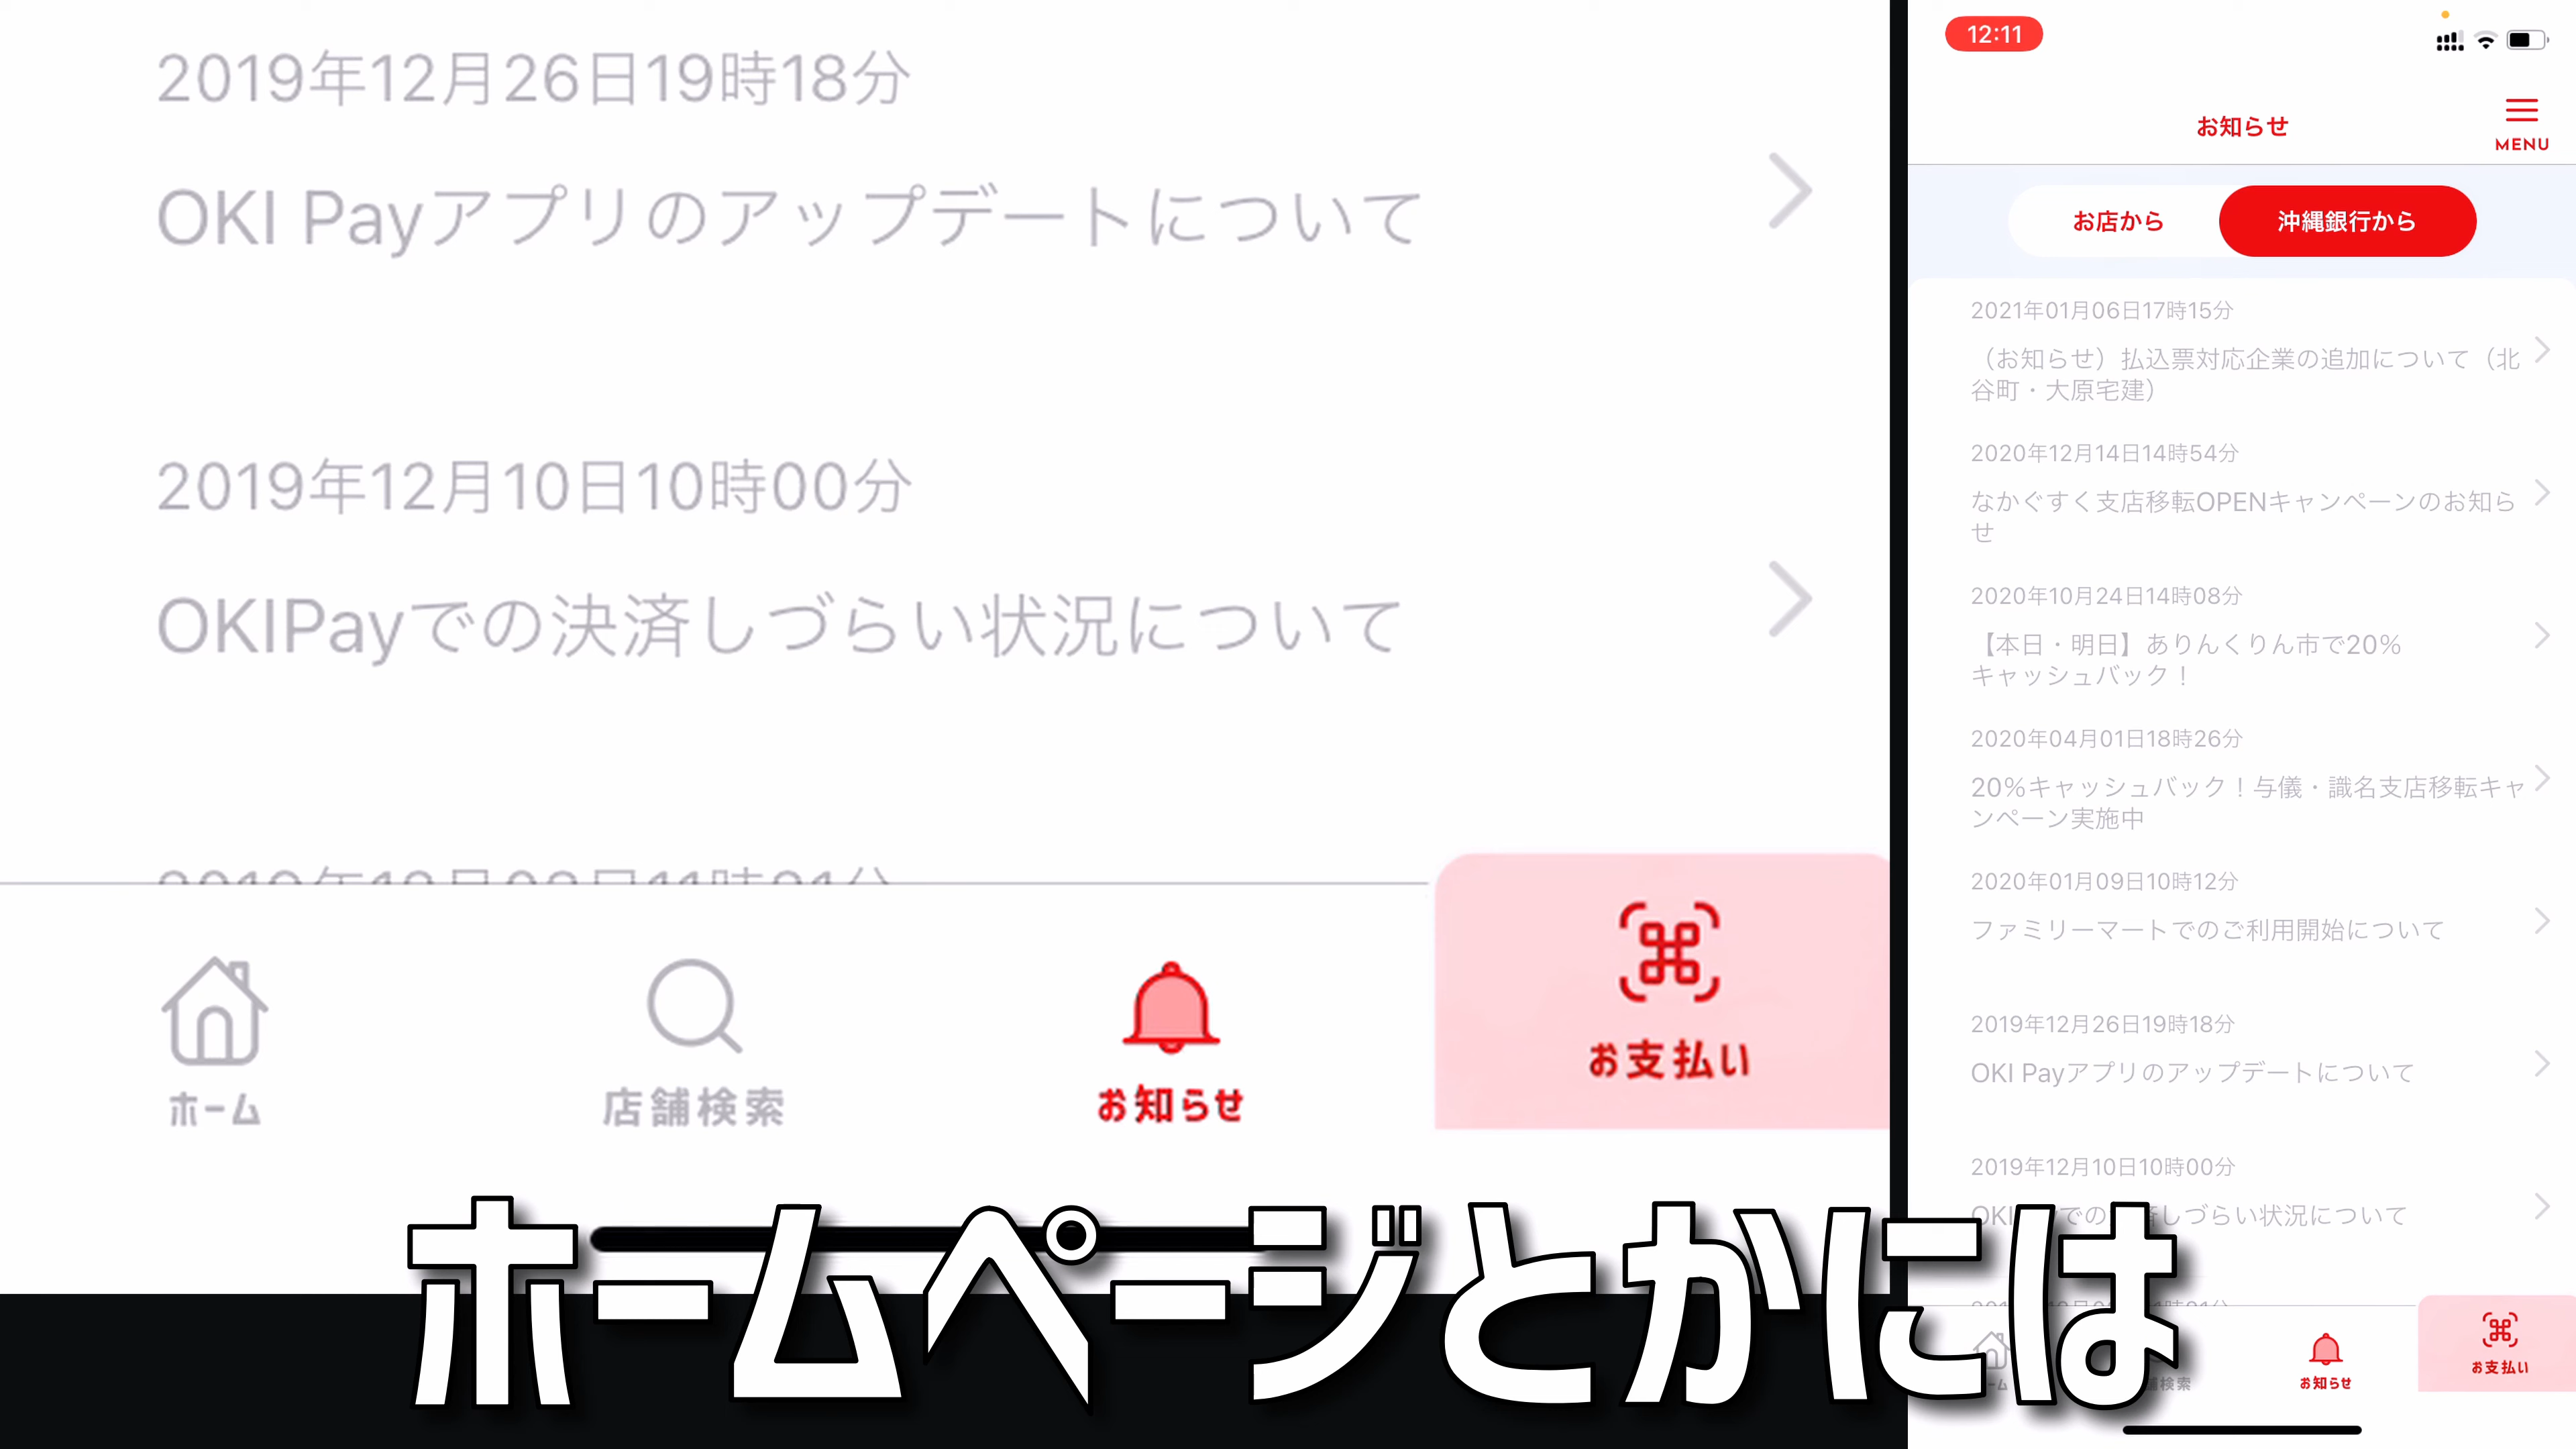 2019年12月26日19時18分
OKI Payアプリのアップデートについて
2019年12月10日10時00分
OKIPayでの決済しづらい状況について
ホーム
店舗検索
お知らせ
お支払い
12:11
お知らせ
MENU
お店から
沖縄銀行から
2021年01月06日17時15分
（お知らせ）払込票対応企業の追加について（北
谷町・大原宅建）
2020年12月14日14時54分
なかぐすく支店移転OPENキャンペーンのお知ら
せ
2020年10月24日14時08分
【本日・明日】ありんくりん市で20%
キャッシュバック！
2020年04月01日18時26分
20%キャッシュバック！与儀・識名支店移転キャ
ンペーン実施中
2020年01月09日10時12分
ファミリーマートでのご利用開始について
2019年12月26日19時18分
OKI Payアプリのアップデートについて
2019年12月10日10時00分
しづらい状況について
お知らせ
お支払い
ホームページとかには